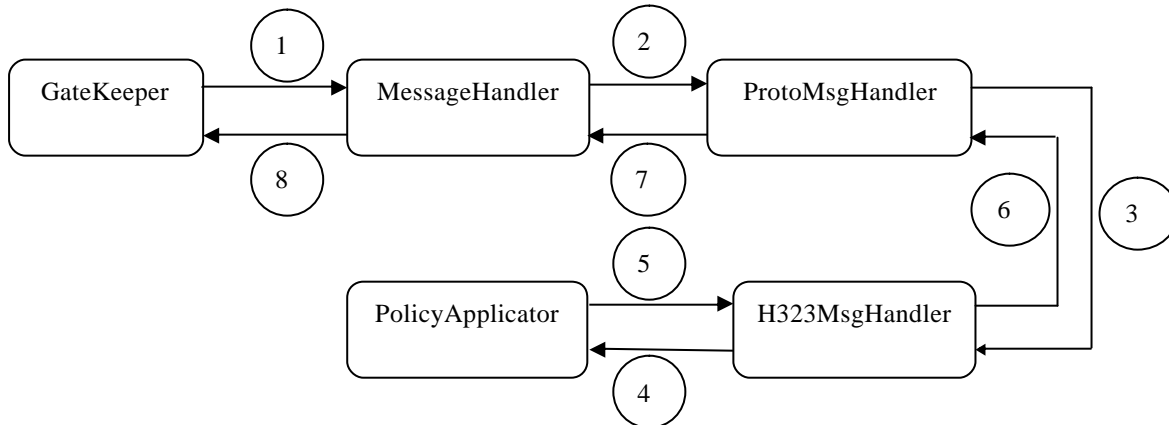 1
2
GateKeeper
MessageHandler
ProtoMsgHandler
8
7
6
3
5
PolicyApplicator
H323MsgHandler
4